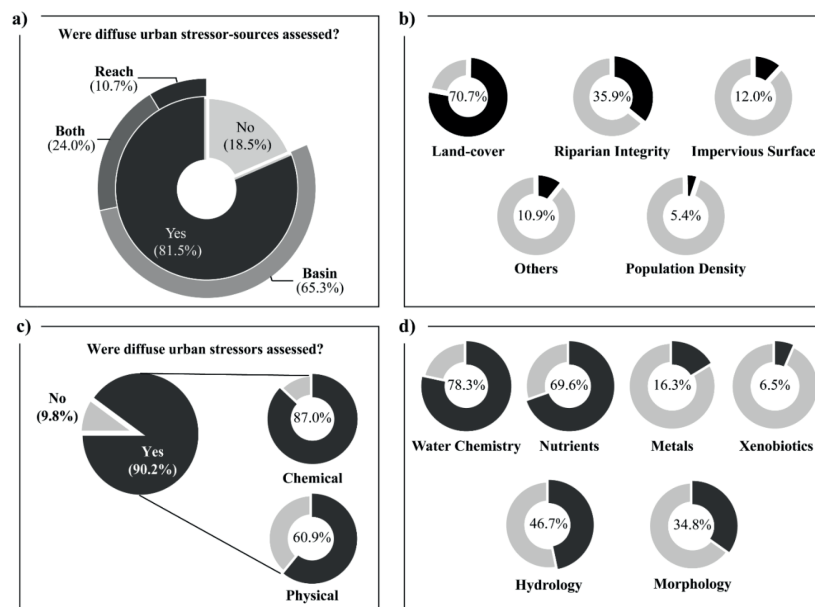 a)
Were diffuse urban stressor-sources assessed?
Reach
(10.7%)
Both
(24.0%)
No
(18.5%)
Yes
(81.5%)
Basin
(65.3%)
b)
70.7%
35.9%
12.0%
Land-cover
Riparian Integrity
Impervious Surface
10.9%
5.4%
Others
Population Density
c)
Were diffuse urban stressors assessed?
No
(9.8%)
Yes
(90.2%)
87.0%
Chemical
60.9%
Physical
d)
78.3%
69.6%
16.3%
6.5%
Water Chemistry
Nutrients
Metals
Xenobiotics
46.7%
34.8%
Hydrology
Morphology